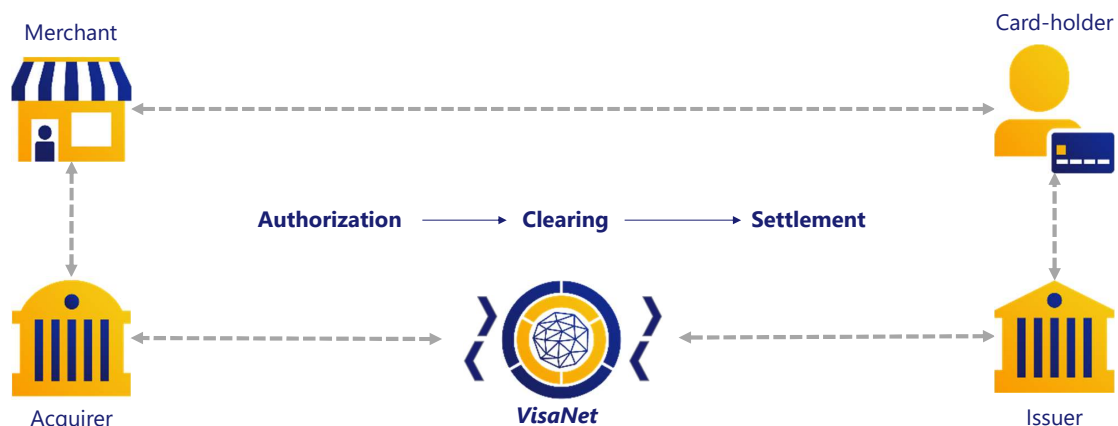 Merchant
Card-holder
Authorization
Clearing
Settlement
VisaNet
Acquirer
Issuer